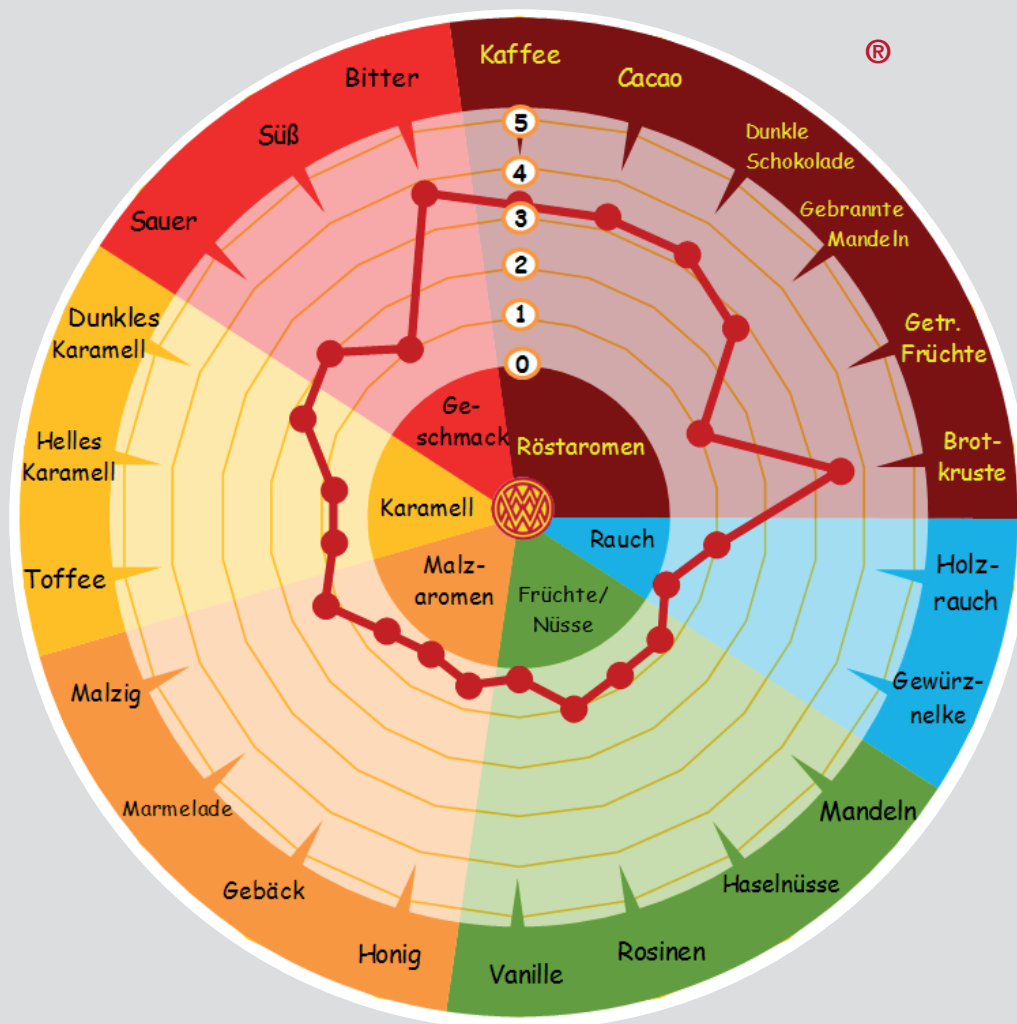 ®
Kaffee
Cacao
Dunkle
Schokolade
Gebrannte
Mandeln
Getr.
Früchte
Brot-
kruste
Holz-
rauch
Gewürz-
nelke
Mandeln
Haselnüsse
Rosinen
Vanille
Honig
Gebäck
Marmelade
Malzig
Toffee
Helles
Karamell
Dunkles
Karamell
Sauer
Süß
Bitter
5
4
3
2
1
0
Ge-
schmack
Röstaromen
Karamell
Rauch
Malz-
aromen
Früchte/
Nüsse